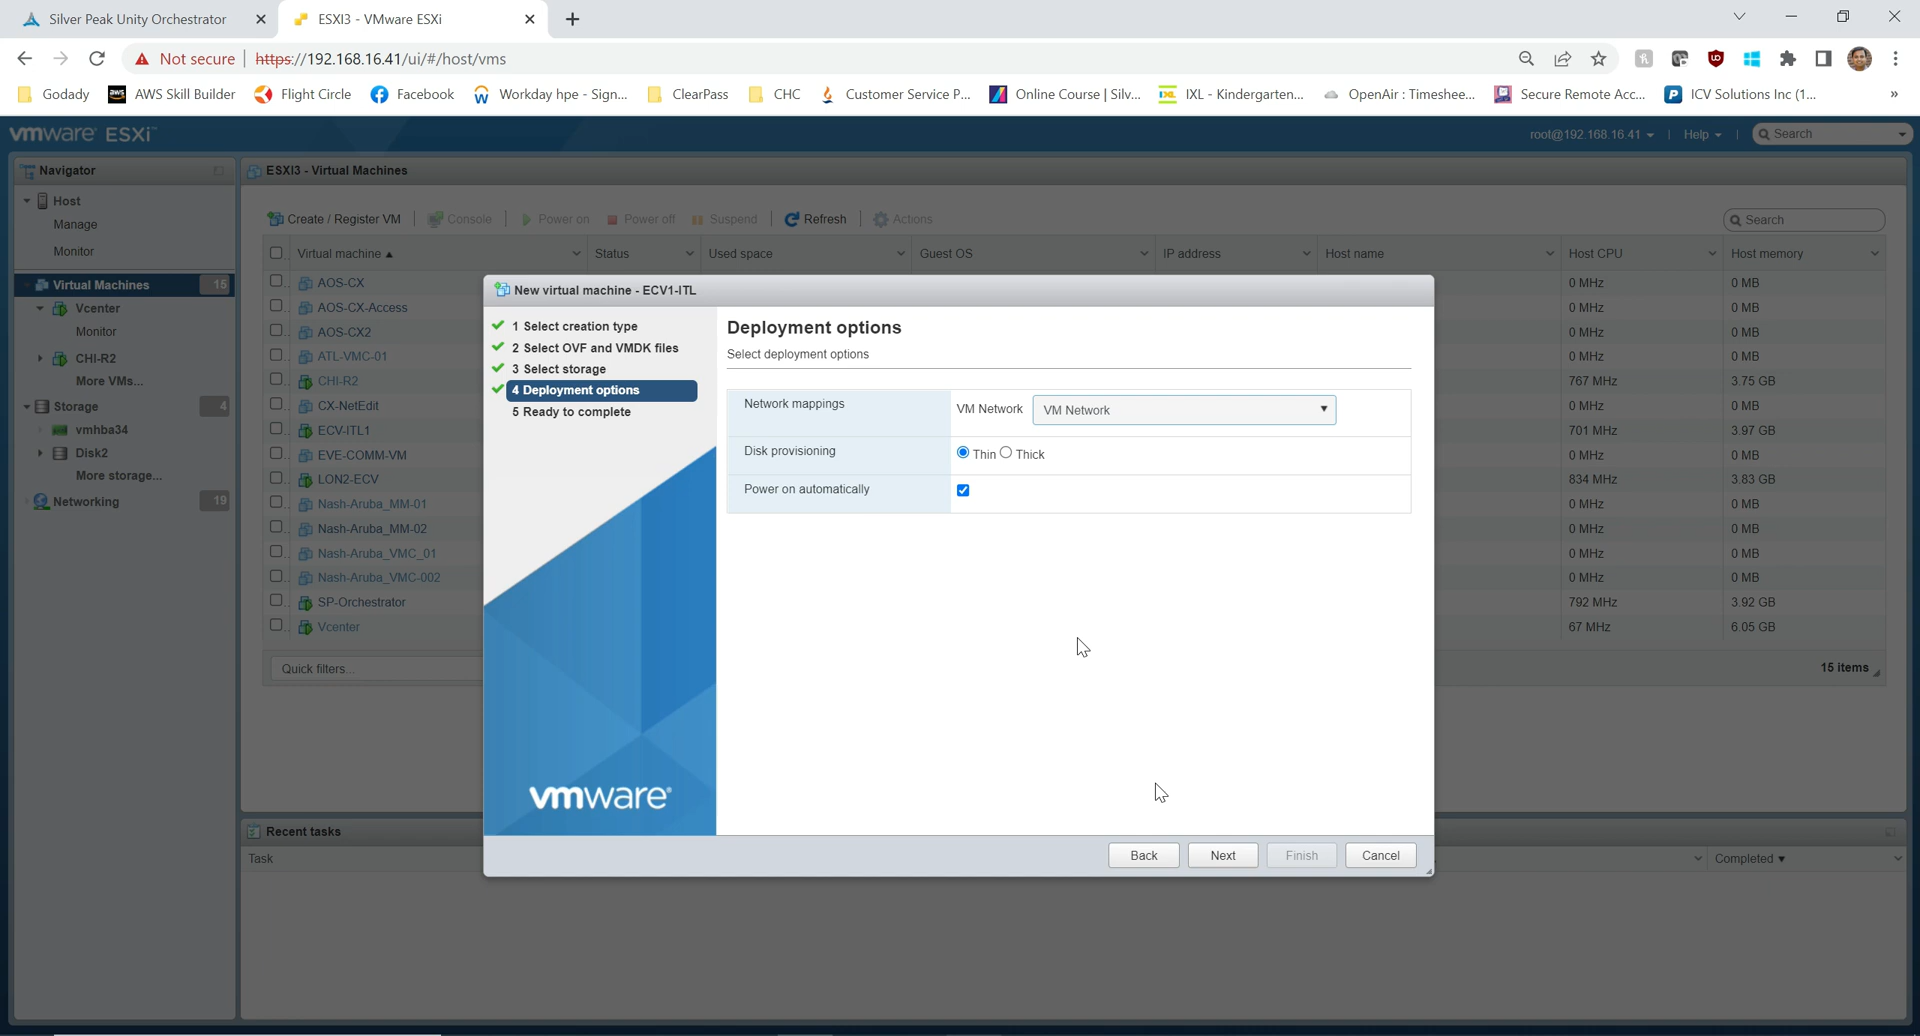 Silver Peak Unity Orchestrator
ESXI3 - VMware ESXi
Not secure
https://192.168.16.41/ui/#/host/vms
Godady
AWS Skill Builder
Flight Circle
Facebook
Workday hpe - Sign...
ClearPass
CHC
Customer Service P...
Online Course | Silv...
IXL - Kindergarten...
OpenAir : Timeshee...
Secure Remote Acc...
ICV Solutions Inc (1...
»
vmware ESXi
root@192.168.16.41
Help
Search
Navigator
ESXI3 - Virtual Machines
Host
Manage
Monitor
Virtual Machines 15
Vcenter
Monitor
CHI-R2
More VMs...
Storage 4
vmhba34
Disk2
More storage...
Networking 19
Create / Register VM
Console
Power on
Power off
Suspend
Refresh
Actions
Search
Virtual machine
Status
Used space
Guest OS
IP address
Host name
Host CPU
Host memory
AOS-CX 0 MHz 0 MB
AOS-CX-Access 0 MHz 0 MB
AOS-CX2 0 MHz 0 MB
ATL-VMC-01 0 MHz 0 MB
CHI-R2 767 MHz 3.75 GB
CX-NetEdit 0 MHz 0 MB
ECV-ITL1 701 MHz 3.97 GB
EVE-COMM-VM 0 MHz 0 MB
LON2-ECV 834 MHz 3.83 GB
Nash-Aruba_MM-01 0 MHz 0 MB
Nash-Aruba_MM-02 0 MHz 0 MB
Nash-Aruba_VMC_01 0 MHz 0 MB
Nash-Aruba_VMC-002 0 MHz 0 MB
SP-Orchestrator 792 MHz 3.92 GB
Vcenter 67 MHz 6.05 GB
Quick filters...
15 items
New virtual machine - ECV1-ITL
1 Select creation type
2 Select OVF and VMDK files
3 Select storage
4 Deployment options
5 Ready to complete
vmware®
Deployment options
Select deployment options
Network mappings
VM Network
VM Network
Disk provisioning
Thin
Thick
Power on automatically
Back
Next
Finish
Cancel
Recent tasks
Task
Completed